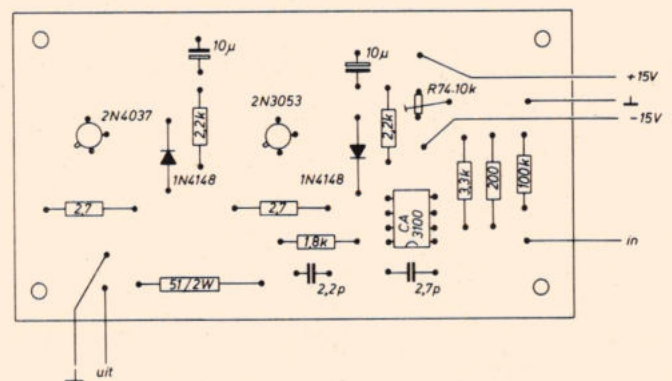 10μ
10μ
+15V
R74-10k
⊥
2N4037
2N3053
2,2k
2,2k
-15V
1N4148
1N4148
3,3k
200
100k
2,7
2,7
CA
3100
1,8k
in
51/2W
2,2p
2,7p
uit